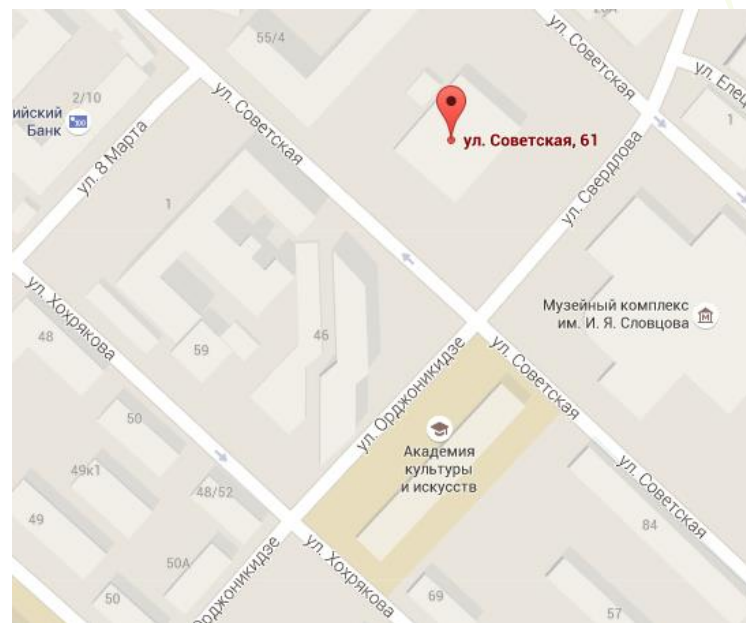 55/4
20А
ул. Советская
2/10
ийский
Банк
ул. 8 Марта
ул. Советская
ул. Советская, 61
ул. Елец
1
ул. Свердлова
1
ул. Хохрякова
48
59
46
Музейный комплекс
им. И. Я. Словцова
ул. Орджоникидзе
ул. Советская
Академия
культуры
и искусств
50
49к1
48/52
49
ул. Советская
84
50А
50
Орджоникидзе
ул. Хохрякова
69
57